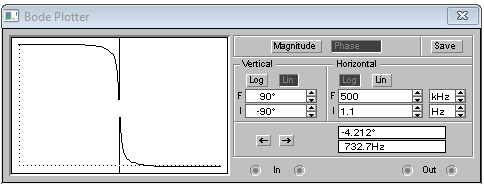 Bode Plotter
Magnitude Phase Save
Vertical Horizontal
Log Lin Log Lin
F 90° F 500 kHz
I -90° I 1.1 Hz
-4.212°
732.7Hz
In Out